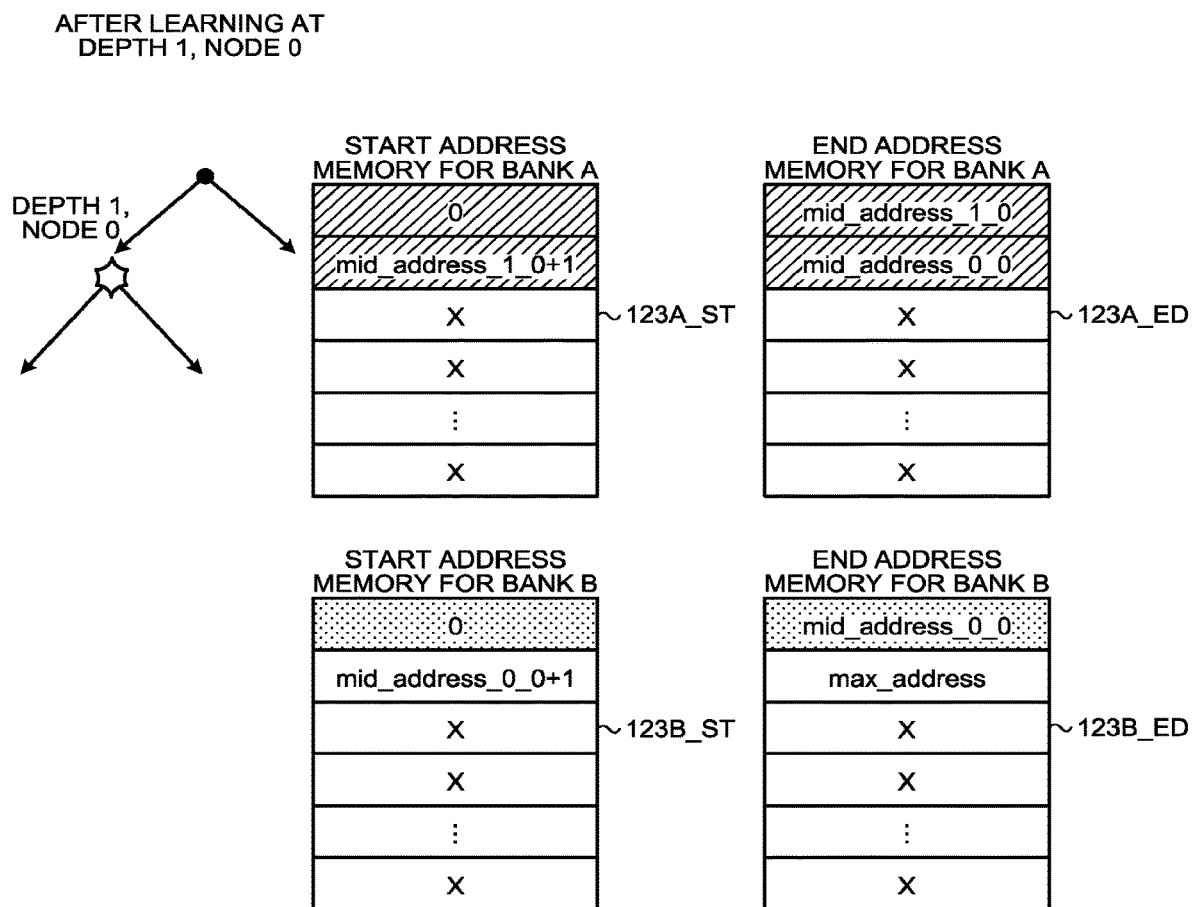 AFTER LEARNING AT
DEPTH 1, NODE 0
DEPTH 1,
NODE 0
START ADDRESS
MEMORY FOR BANK A
0
mid_address_1_0+1
X
X
⋮
X
123A_ST
END ADDRESS
MEMORY FOR BANK A
mid_address_1_0
mid_address_0_0
X
X
⋮
X
123A_ED
START ADDRESS
MEMORY FOR BANK B
0
mid_address_0_0+1
X
X
⋮
X
123B_ST
END ADDRESS
MEMORY FOR BANK B
mid_address_0_0
max_address
X
X
⋮
X
123B_ED